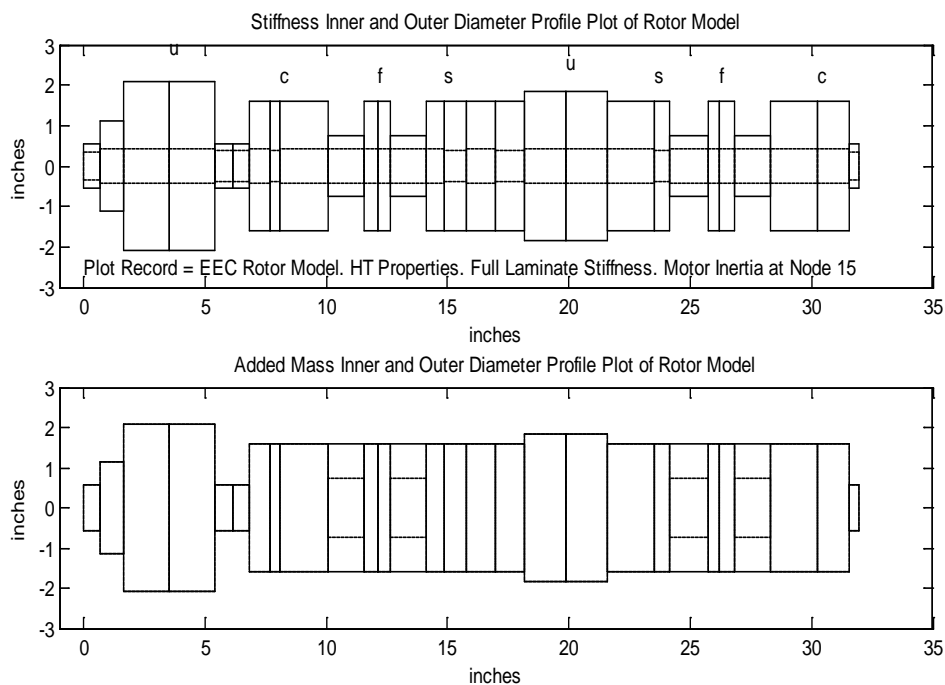 Stiffness Inner and Outer Diameter Profile Plot of Rotor Model
3
u
u
c
f
s
s
f
c
2
1
0
-1
-2
-3
inches
Plot Record = EEC Rotor Model. HT Properties. Full Laminate Stiffness. Motor Inertia at Node 15
0 5 10 15 20 25 30 35
inches
Added Mass Inner and Outer Diameter Profile Plot of Rotor Model
3
2
1
0
-1
-2
-3
inches
0 5 10 15 20 25 30 35
inches